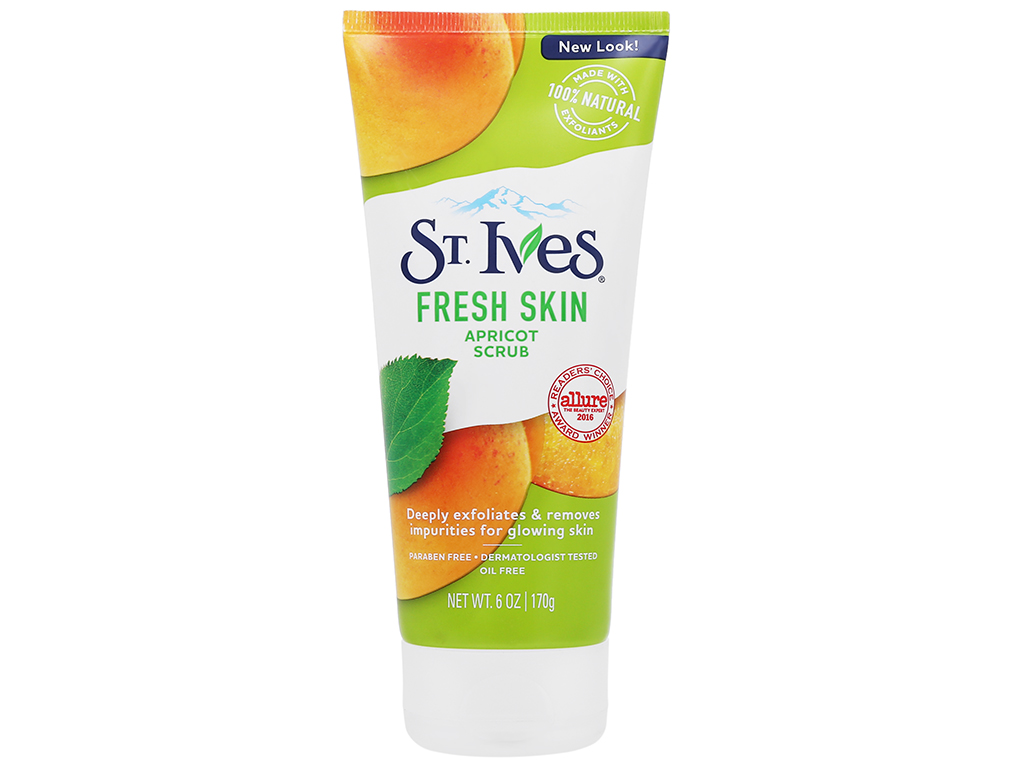 New Look!
MADE WITH
100% NATURAL
EXFOLIANTS
ST. IVES®
FRESH SKIN
APRICOT
SCRUB
READERS' CHOICE
allure
THE BEAUTY EXPERT
2016
AWARD WINNER
Deeply exfoliates & removes
impurities for glowing skin
PARABEN FREE • DERMATOLOGIST TESTED
OIL FREE
NET WT. 6 OZ | 170g